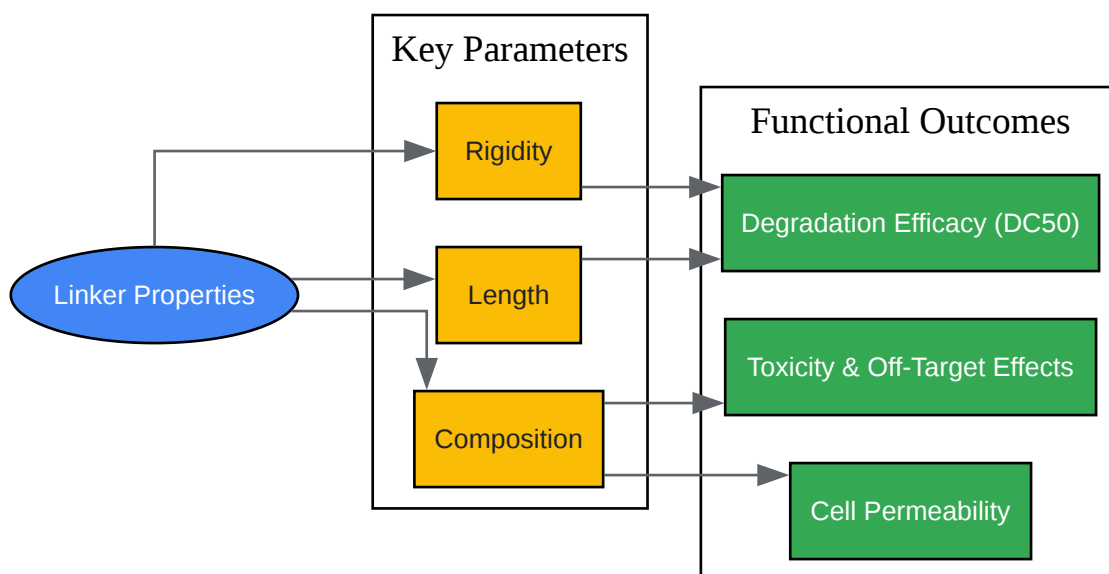 Key Parameters
Functional Outcomes
Rigidity
Degradation Efficacy (DC50)
Linker Properties
Length
Toxicity & Off-Target Effects
Composition
Cell Permeability